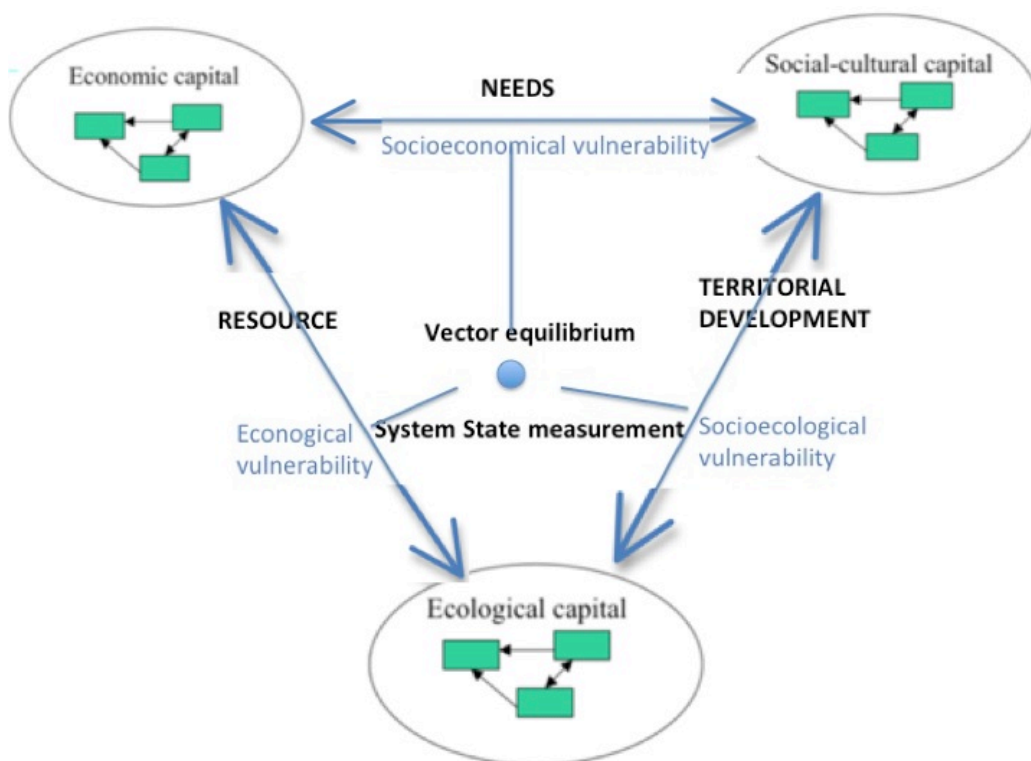 Economic capital
Social-cultural capital
NEEDS
Socioeconomical vulnerability
RESOURCE
TERRITORIAL
DEVELOPMENT
Vector equilibrium
System State measurement
Econogical
vulnerability
Socioecological
vulnerability
Ecological capital